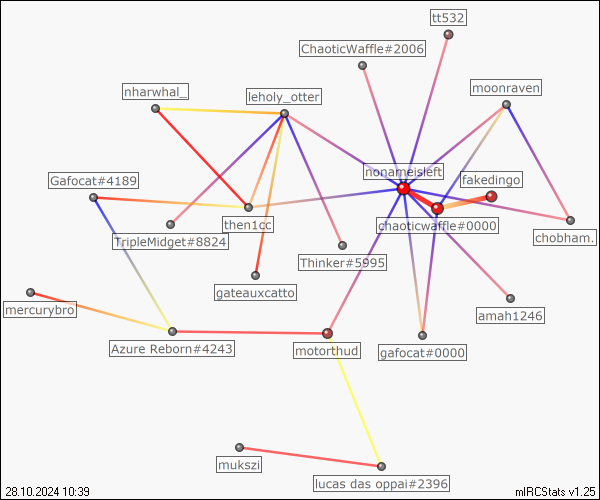 tt532
ChaoticWaffle#2006
moonraven
nharwhal_
leholy_otter
nonameisleft
fakedingo
Gafocat#4189
then1cc
chaoticwaffle#0000
TripleMidget#8824
chobham.
Thinker#5995
gateauxcatto
mercurybro
amah1246
Azure Reborn#4243
motorthud
gafocat#0000
mukszi
lucas das oppai#2396
28.10.2024 10:39
mIRCStats v1.25